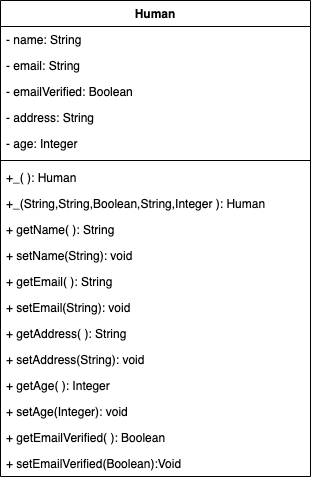 Human
- name: String
- email: String
- emailVerified: Boolean
- address: String
- age: Integer
+_( ): Human
+_(String,String,Boolean,String,Integer ): Human
+ getName( ): String
+ setName(String): void
+ getEmail( ): String
+ setEmail(String): void
+ getAddress( ): String
+ setAddress(String): void
+ getAge( ): Integer
+ setAge(Integer): void
+ getEmailVerified( ): Boolean
+ setEmailVerified(Boolean):Void